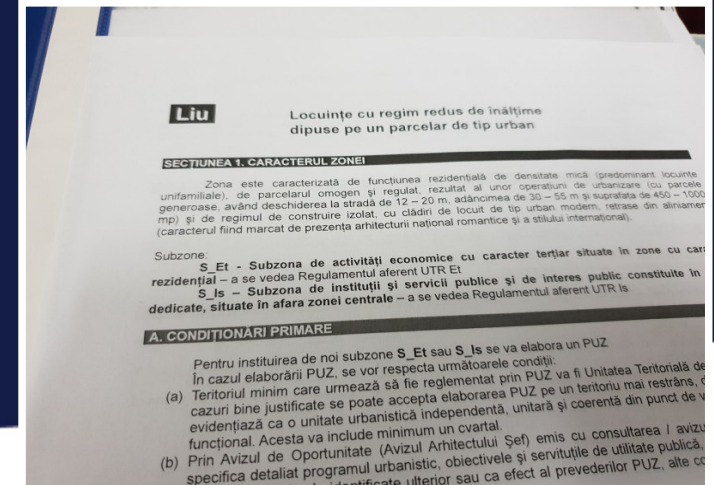 Liu
Locuințe cu regim redus de înălțime
dipuse pe un parcelar de tip urban
SECȚIUNEA 1. CARACTERUL ZONEI
Zona este caracterizată de funcțiunea rezidențială de densitate mică (predominant locuințe
unifamiliale), de parcelarul omogen și regulat, rezultat al unor operațiuni de urbanizare (cu parcele
generoase, având deschiderea la stradă de 12 – 20 m, adâncimea de 30 – 55 m și suprafata de 450 – 1000
mp) și de regimul de construire izolat, cu clădiri de locuit de tip urban modern, retrase din aliniamen
(caracterul fiind marcat de prezența arhitecturii național romantice și a stilului internațional).
Subzone:
S_Et - Subzona de activități economice cu caracter terțiar situate în zone cu car
rezidențial – a se vedea Regulamentul aferent UTR Et
S_Is – Subzona de instituții și servicii publice și de interes public constituite în
dedicate, situate în afara zonei centrale – a se vedea Regulamentul aferent UTR Is
A. CONDIȚIONĂRI PRIMARE
Pentru instituirea de noi subzone S_Et sau S_Is se va elabora un PUZ
În cazul elaborării PUZ, se vor respecta următoarele condiții:
(a) Teritoriul minim care urmează să fie reglementat prin PUZ va fi Unitatea Teritorială de
cazuri bine justificate se poate accepta elaborarea PUZ pe un teritoriu mai restrâns,
evidențiază ca o unitate urbanistică independentă, unitară și coerentă din punct de v
funcțional. Acesta va include minimum un cvartal.
(b) Prin Avizul de Oportunitate (Avizul Arhitectului Șef) emis cu consultarea / avizu
specifica detaliat programul urbanistic, obiectivele și servituțile de utilitate publică,
ulterior sau ca efect al prevederilor PUZ, alte co